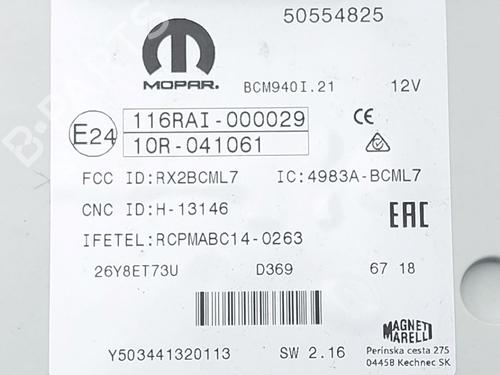 50554825
MOPAR.
BCM940I.21 12V
E24
116RAI-000029
10R-041061
CE
FCC ID:RX2BCML7 IC:4983A-BCML7
CNC ID:H-13146
EAC
IFETEL:RCPMABC14-0263
26Y8ET73U D369 67 18
MAGNETI
MARELLI
Perinska cesta 275
04458 Kechnec SK
Y503441320113 SW 2.16
B-PARTS